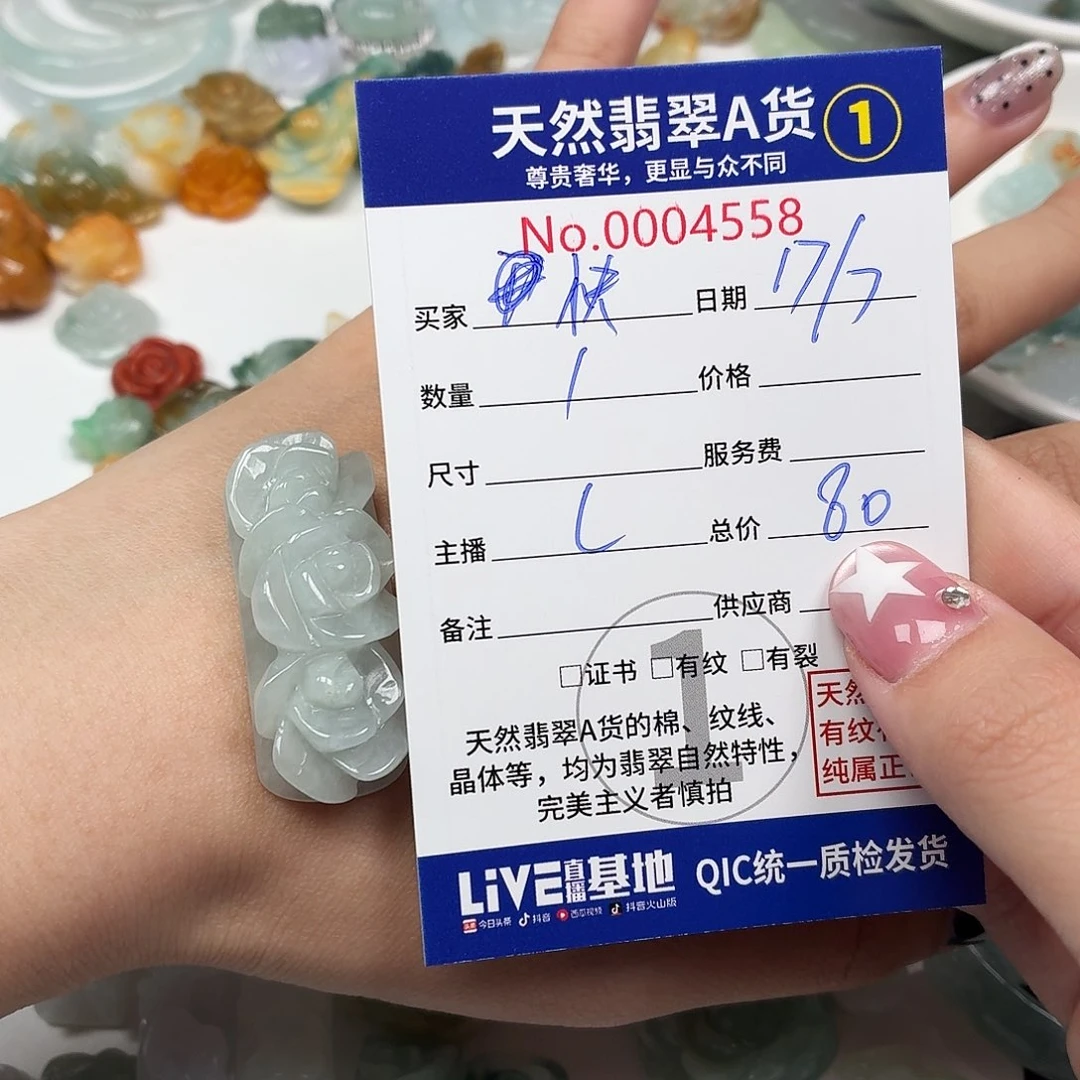 天然翡翠A货 1
尊贵奢华，更显与众不同
No.0004558
买家 快 日期 17/7
数量 1 价格
尺寸 服务费
主播 L 总价 80
备注 供应商
□证书 □有纹 □有裂
1
天然翡翠A货的棉、纹线、
晶体等，均为翡翠自然特性，
完美主义者慎拍
天然
有纹
纯属正
LiVE直播基地 QIC统一质检发货
头条 今日头条 抖音 西瓜视频 抖音火山版